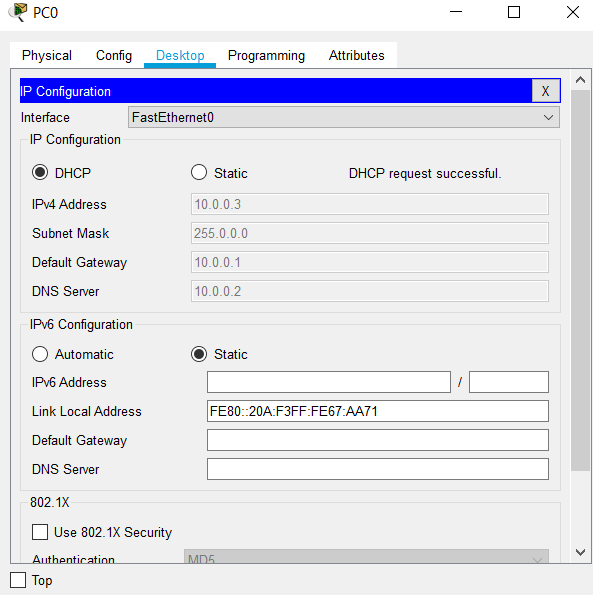 PC0
Physical Config Desktop Programming Attributes
IP Configuration X
Interface FastEthernet0
IP Configuration
DHCP Static DHCP request successful.
IPv4 Address 10.0.0.3
Subnet Mask 255.0.0.0
Default Gateway 10.0.0.1
DNS Server 10.0.0.2
IPv6 Configuration
Automatic Static
IPv6 Address /
Link Local Address FE80::20A:F3FF:FE67:AA71
Default Gateway
DNS Server
802.1X
Use 802.1X Security
Authentication MD5
Top